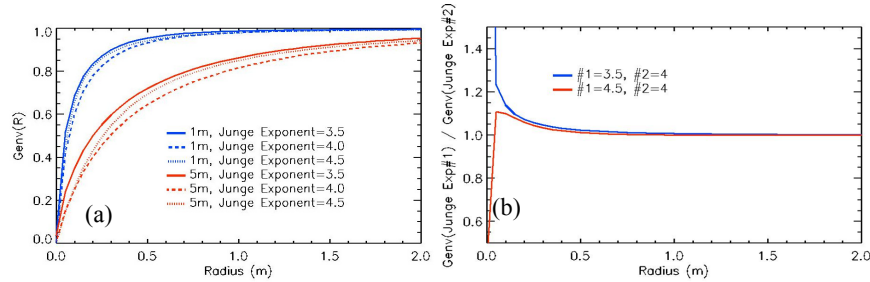 1.0
0.8
0.6
0.4
0.2
0.0
Genv(R)
1m, Junge Exponent=3.5
1m, Junge Exponent=4.0
1m, Junge Exponent=4.5
5m, Junge Exponent=3.5
5m, Junge Exponent=4.0
5m, Junge Exponent=4.5
(a)
0.0 0.5 1.0 1.5 2.0
Radius (m)
Genv(Junge Exp#1) / Genv(Junge Exp#2)
1.4
1.2
1.0
0.8
0.6
#1=3.5, #2=4
#1=4.5, #2=4
(b)
0.0 0.5 1.0 1.5 2.0
Radius (m)